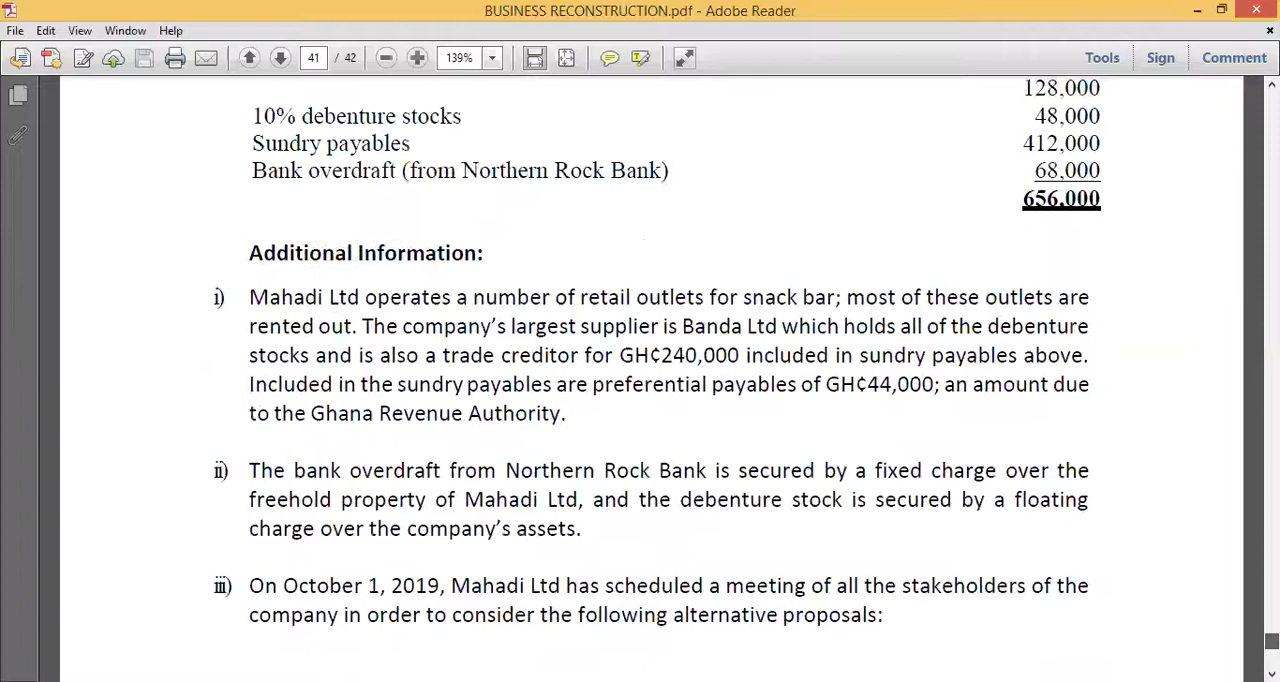 BUSINESS RECONSTRUCTION.pdf - Adobe Reader
File Edit View Window Help
41 / 42 139% Tools Sign Comment
128,000
10% debenture stocks 48,000
Sundry payables 412,000
Bank overdraft (from Northern Rock Bank) 68,000
656,000
Additional Information:
i) Mahadi Ltd operates a number of retail outlets for snack bar; most of these outlets are
rented out. The company’s largest supplier is Banda Ltd which holds all of the debenture
stocks and is also a trade creditor for GH¢240,000 included in sundry payables above.
Included in the sundry payables are preferential payables of GH¢44,000; an amount due
to the Ghana Revenue Authority.
ii) The bank overdraft from Northern Rock Bank is secured by a fixed charge over the
freehold property of Mahadi Ltd, and the debenture stock is secured by a floating
charge over the company’s assets.
iii) On October 1, 2019, Mahadi Ltd has scheduled a meeting of all the stakeholders of the
company in order to consider the following alternative proposals: